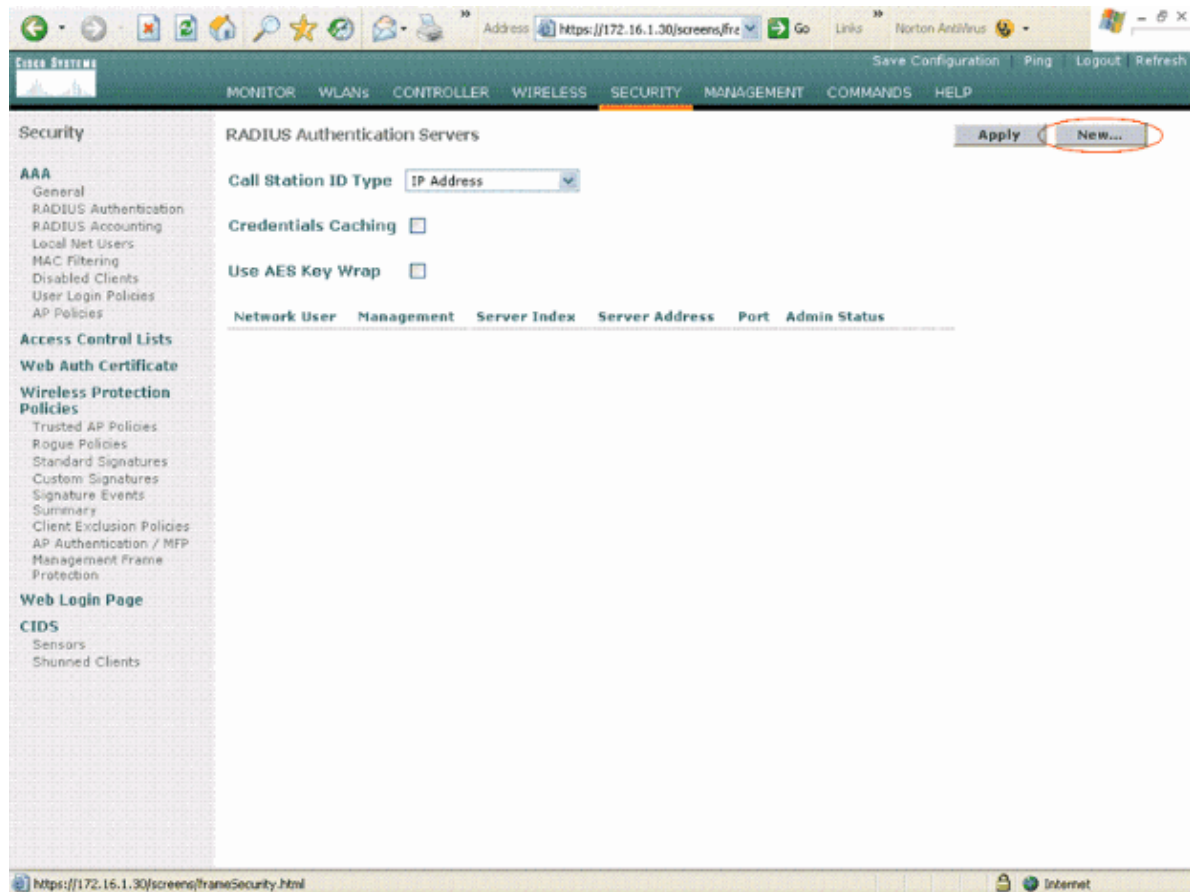 Address https://172.16.1.30/screens/fra Go Links Norton AntiVirus
CISCO SYSTEMS
Save Configuration Ping Logout Refresh
MONITOR WLANs CONTROLLER WIRELESS SECURITY MANAGEMENT COMMANDS HELP
Security
AAA
General
RADIUS Authentication
RADIUS Accounting
Local Net Users
MAC Filtering
Disabled Clients
User Login Policies
AP Policies
Access Control Lists
Web Auth Certificate
Wireless Protection
Policies
Trusted AP Policies
Rogue Policies
Standard Signatures
Custom Signatures
Signature Events
Summary
Client Exclusion Policies
AP Authentication / MFP
Management Frame
Protection
Web Login Page
CIDS
Sensors
Shunned Clients
RADIUS Authentication Servers
Apply New...
Call Station ID Type IP Address
Credentials Caching
Use AES Key Wrap
Network User Management Server Index Server Address Port Admin Status
https://172.16.1.30/screens/frameSecurity.html Internet